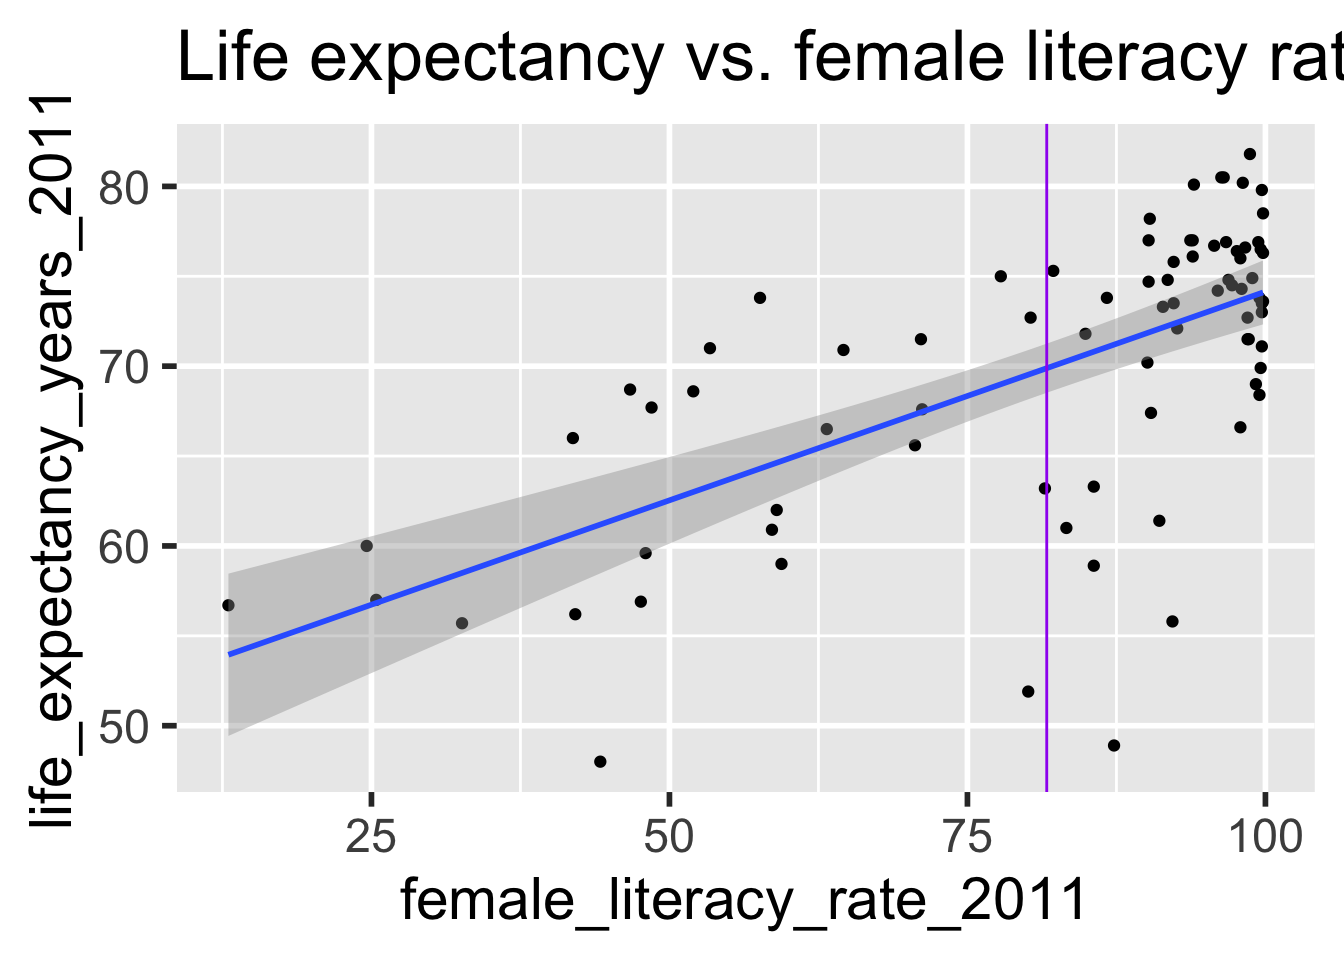 Life expectancy vs. female literacy rat
life_expectancy_years_2011
80
70
60
50
25 50 75 100
female_literacy_rate_2011